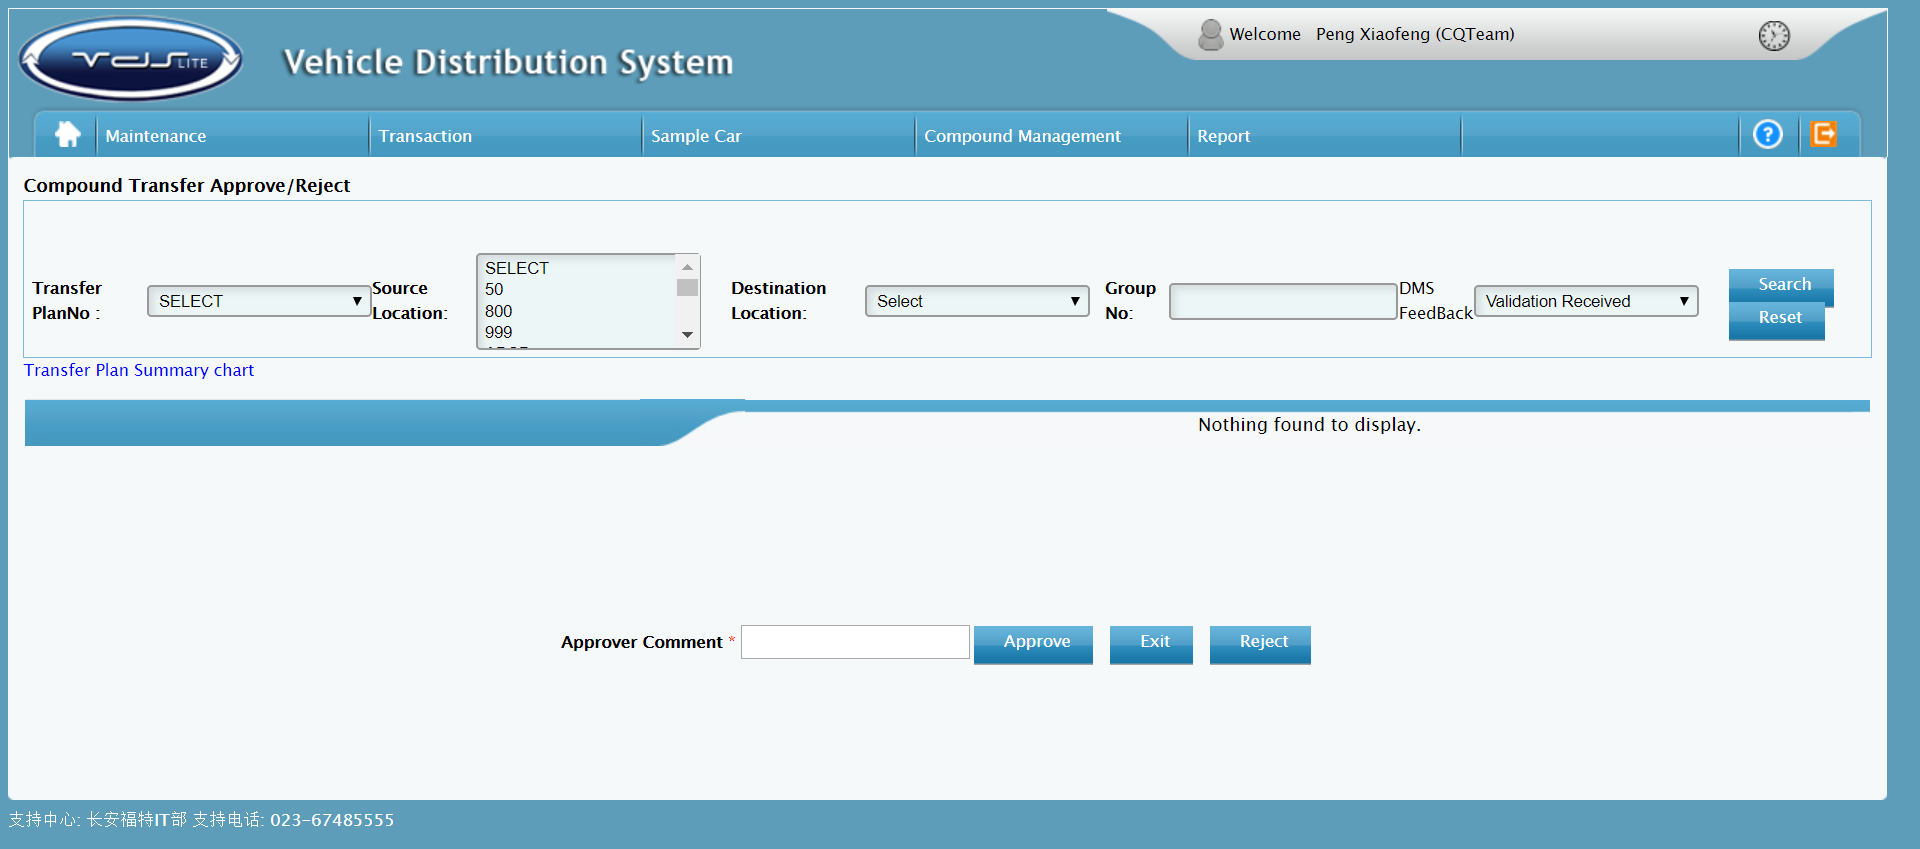 VDS LITE
Vehicle Distribution System
Welcome Peng Xiaofeng (CQTeam)
Maintenance
Transaction
Sample Car
Compound Management
Report
?
Compound Transfer Approve/Reject
Transfer PlanNo :
SELECT
Source Location:
SELECT
50
800
999
Destination Location:
Select
Group No:
DMS FeedBack
Validation Received
Search
Reset
Transfer Plan Summary chart
Nothing found to display.
Approver Comment *
Approve
Exit
Reject
支持中心: 长安福特IT部 支持电话: 023-67485555